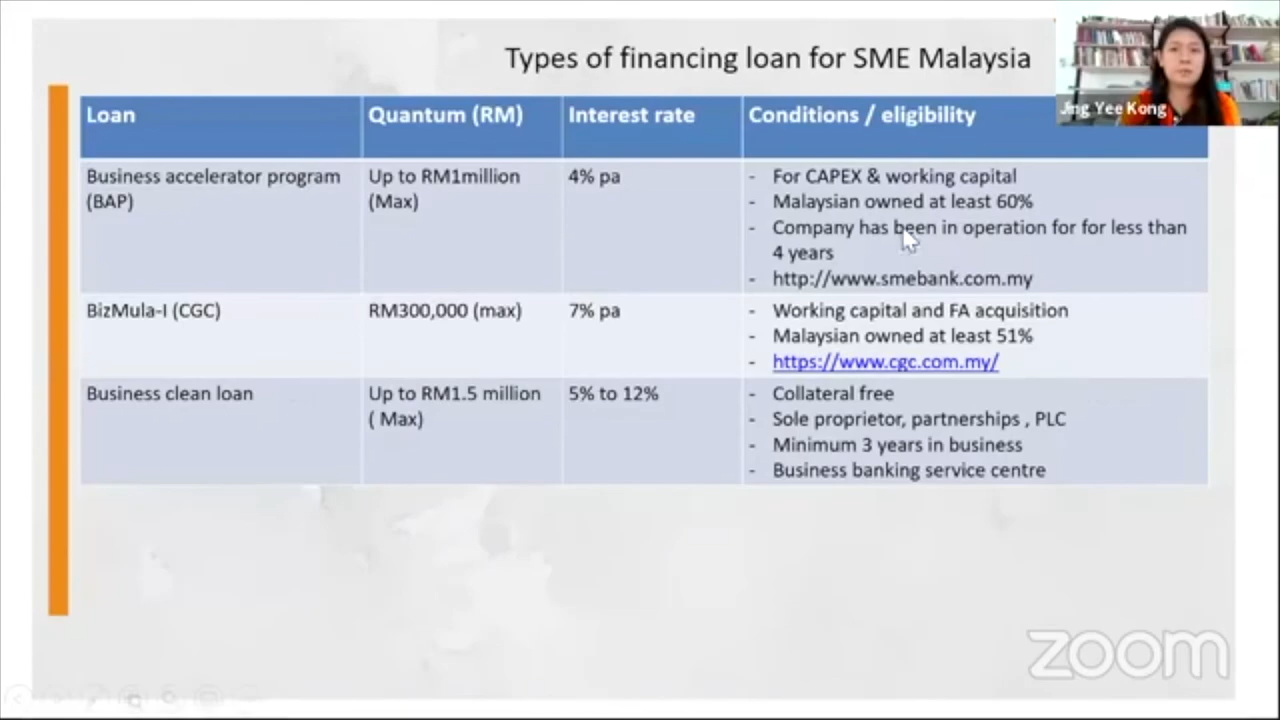 Types of financing loan for SME Malaysia
Jing Yee Kong
Loan
Quantum (RM)
Interest rate
Conditions / eligibility
Business accelerator program
(BAP)
Up to RM1million
(Max)
4% pa
- For CAPEX & working capital
- Malaysian owned at least 60%
- Company has been in operation for for less than
4 years
- http://www.smebank.com.my
BizMula-I (CGC)
RM300,000 (max)
7% pa
- Working capital and FA acquisition
- Malaysian owned at least 51%
- https://www.cgc.com.my/
Business clean loan
Up to RM1.5 million
( Max)
5% to 12%
- Collateral free
- Sole proprietor, partnerships , PLC
- Minimum 3 years in business
- Business banking service centre
zoom